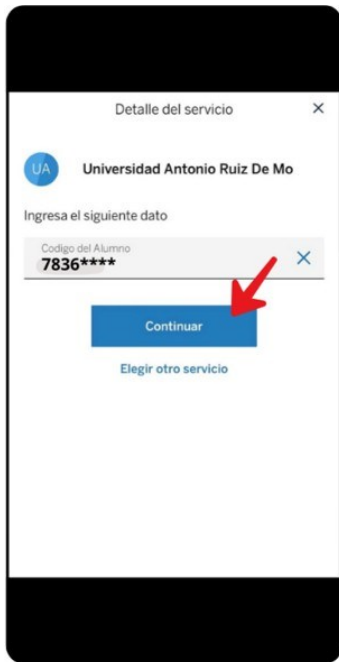 Detalle del servicio
UA
Universidad Antonio Ruiz De Mo
Ingresa el siguiente dato
Codigo del Alumno
7836****
Continuar
Elegir otro servicio